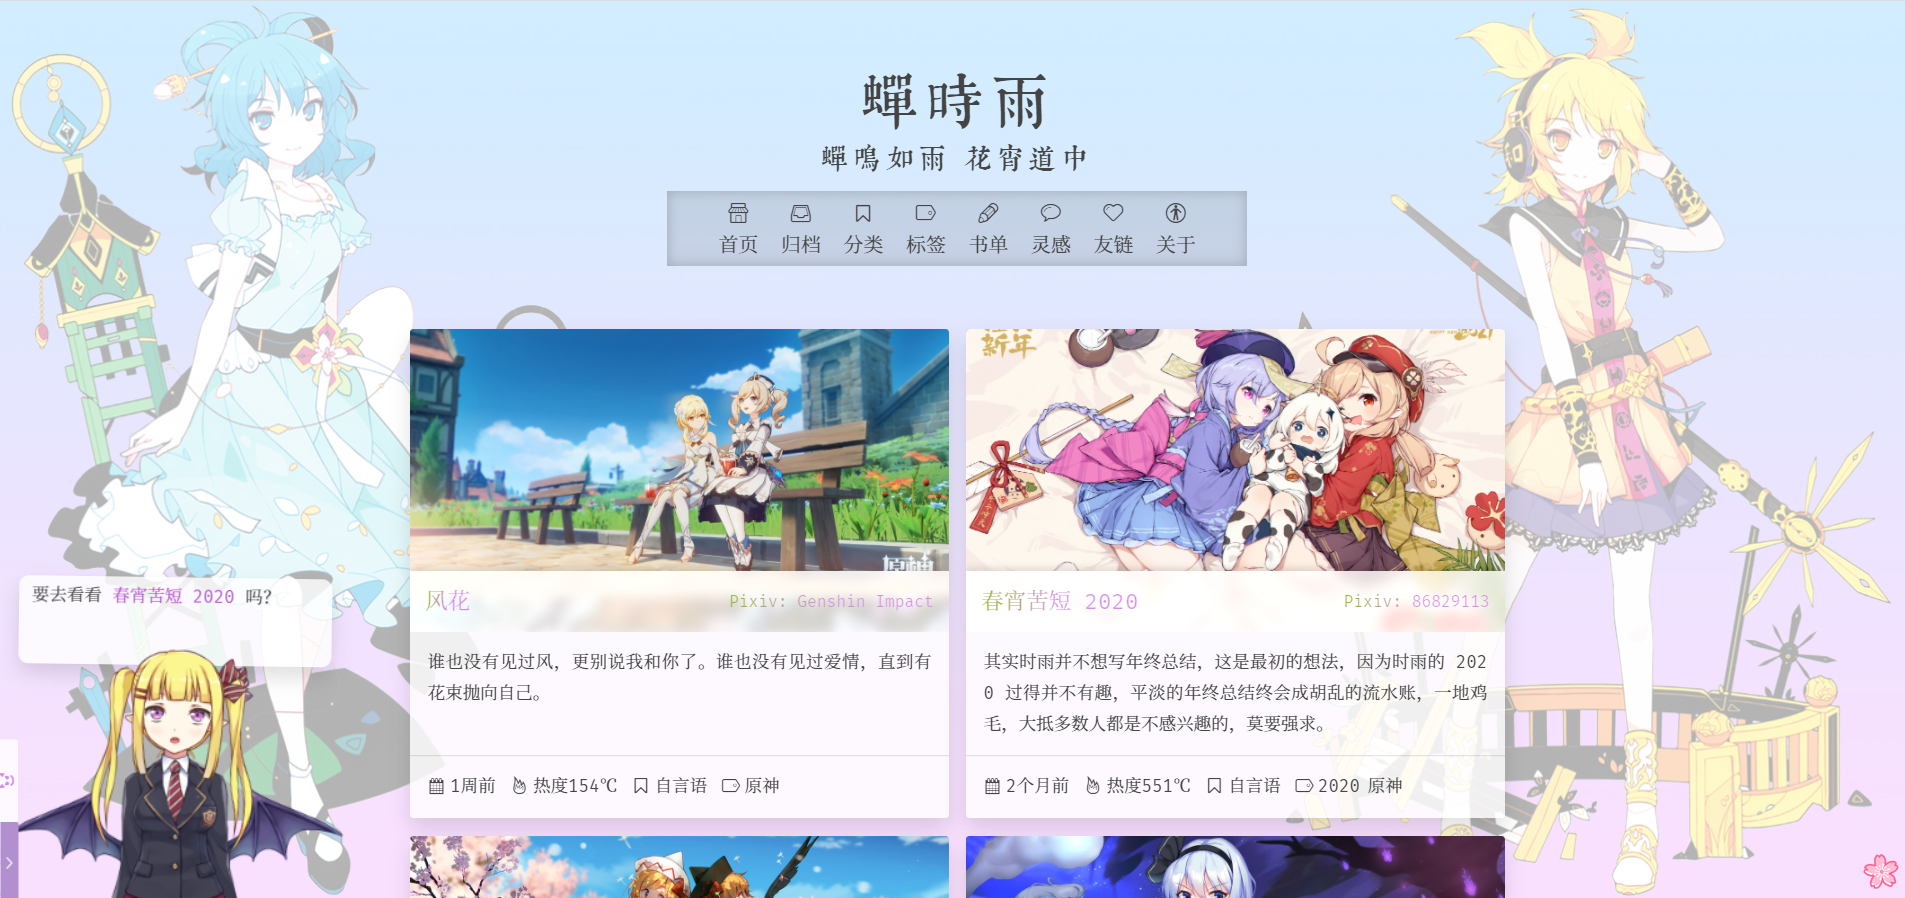 蟬時雨
蟬鳴如雨 花宵道中
首页 归档 分类 标签 书单 灵感 友链 关于
新年
原神
风花
Pixiv: Genshin Impact
谁也没有见过风，更别说我和你了。谁也没有见过爱情，直到有
花束抛向自己。
1周前 热度154℃ 自言语 原神
春宵苦短 2020
Pixiv: 86829113
其实时雨并不想写年终总结，这是最初的想法，因为时雨的 202
0 过得并不有趣，平淡的年终总结终会成胡乱的流水账，一地鸡
毛，大抵多数人都是不感兴趣的，莫要强求。
2个月前 热度551℃ 自言语 2020 原神
要去看看 春宵苦短 2020 吗？